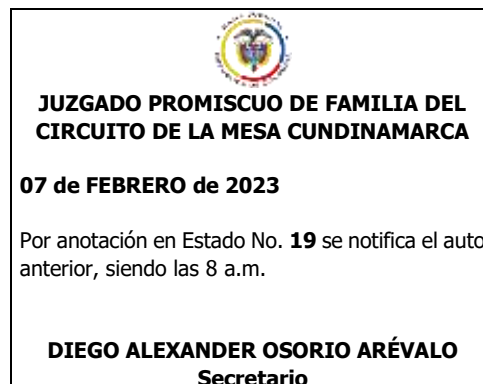 JUZGADO PROMISCUO DE FAMILIA DEL
CIRCUITO DE LA MESA CUNDINAMARCA
07 de FEBRERO de 2023
Por anotación en Estado No. 19 se notifica el auto
anterior, siendo las 8 a.m.
DIEGO ALEXANDER OSORIO ARÉVALO
Secretario